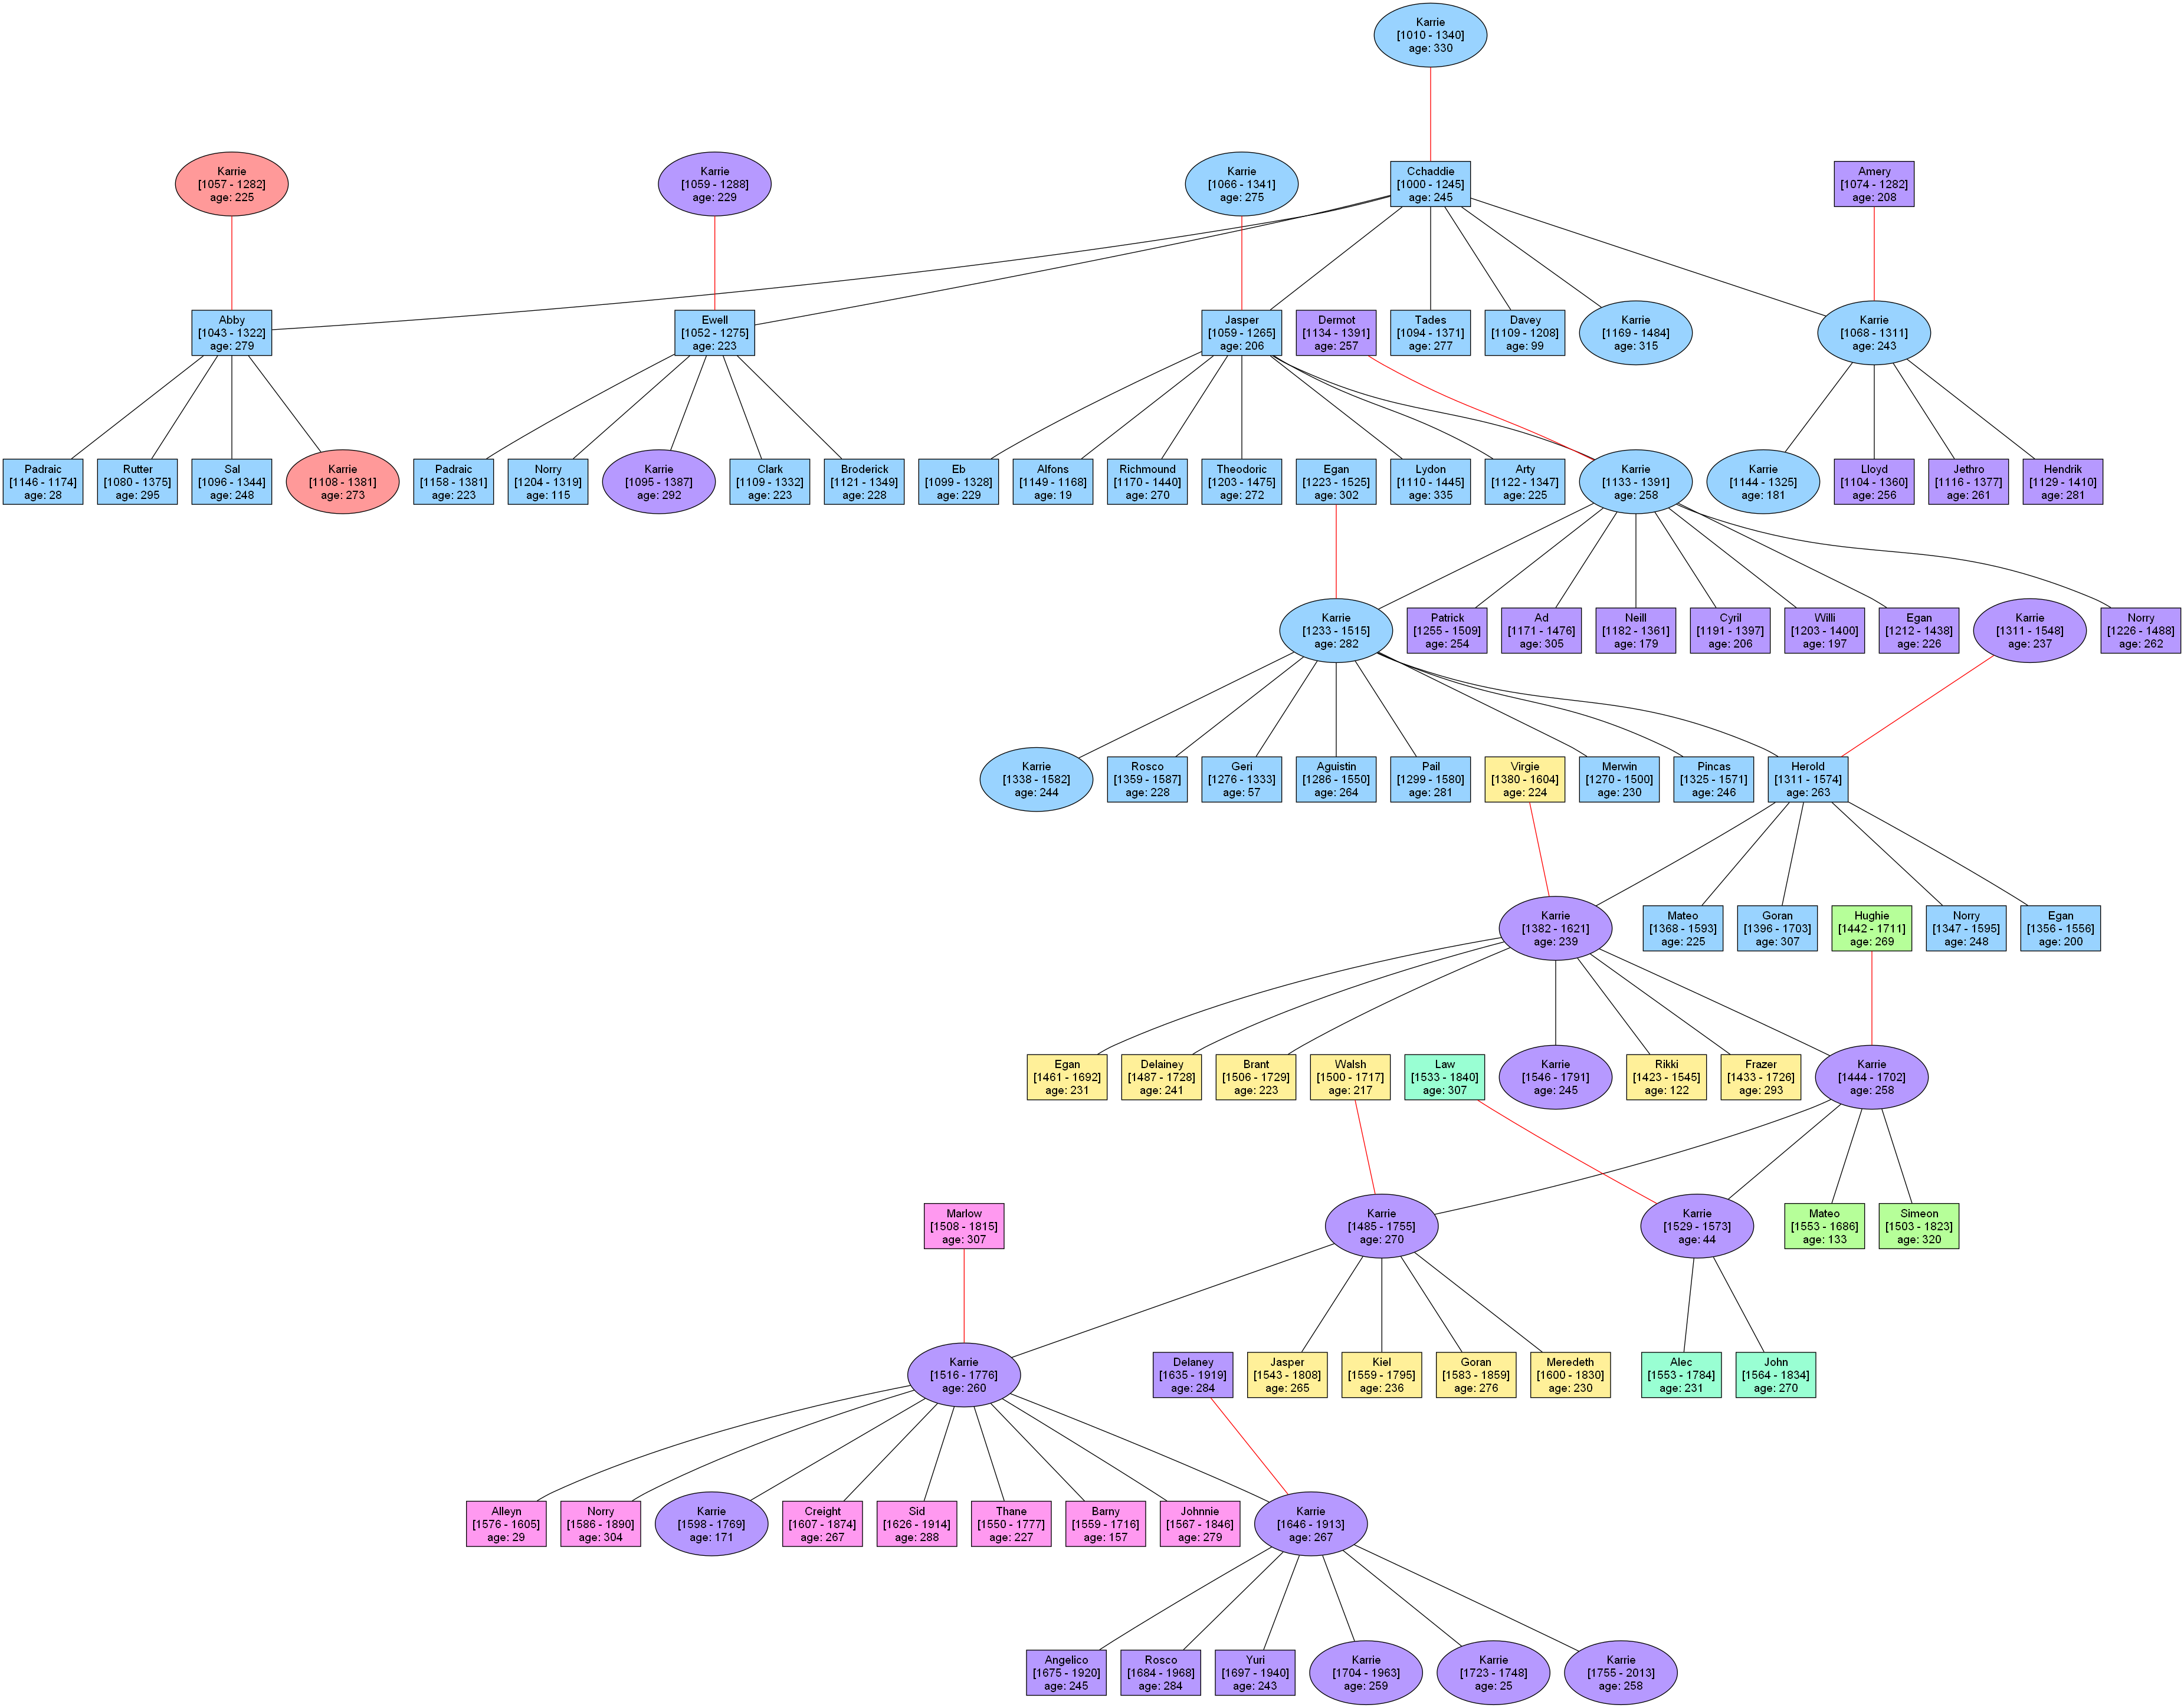 Karrie
[1010 - 1340]
age: 330
Karrie
[1057 - 1282]
age: 225
Karrie
[1059 - 1288]
age: 229
Karrie
[1066 - 1341]
age: 275
Cchaddie
[1000 - 1245]
age: 245
Amery
[1074 - 1282]
age: 208
Abby
[1043 - 1322]
age: 279
Ewell
[1052 - 1275]
age: 223
Jasper
[1059 - 1265]
age: 206
Dermot
[1134 - 1391]
age: 257
Tades
[1094 - 1371]
age: 277
Davey
[1109 - 1208]
age: 99
Karrie
[1169 - 1484]
age: 315
Karrie
[1068 - 1311]
age: 243
Padraic
[1146 - 1174]
age: 28
Rutter
[1080 - 1375]
age: 295
Sal
[1096 - 1344]
age: 248
Karrie
[1108 - 1381]
age: 273
Padraic
[1158 - 1381]
age: 223
Norry
[1204 - 1319]
age: 115
Karrie
[1095 - 1387]
age: 292
Clark
[1109 - 1332]
age: 223
Broderick
[1121 - 1349]
age: 228
Eb
[1099 - 1328]
age: 229
Alfons
[1149 - 1168]
age: 19
Richmound
[1170 - 1440]
age: 270
Theodoric
[1203 - 1475]
age: 272
Egan
[1223 - 1525]
age: 302
Lydon
[1110 - 1445]
age: 335
Arty
[1122 - 1347]
age: 225
Karrie
[1133 - 1391]
age: 258
Karrie
[1144 - 1325]
age: 181
Lloyd
[1104 - 1360]
age: 256
Jethro
[1116 - 1377]
age: 261
Hendrik
[1129 - 1410]
age: 281
Karrie
[1233 - 1515]
age: 282
Patrick
[1255 - 1509]
age: 254
Ad
[1171 - 1476]
age: 305
Neill
[1182 - 1361]
age: 179
Cyril
[1191 - 1397]
age: 206
Willi
[1203 - 1400]
age: 197
Egan
[1212 - 1438]
age: 226
Karrie
[1311 - 1548]
age: 237
Norry
[1226 - 1488]
age: 262
Karrie
[1338 - 1582]
age: 244
Rosco
[1359 - 1587]
age: 228
Geri
[1276 - 1333]
age: 57
Aguistin
[1286 - 1550]
age: 264
Pail
[1299 - 1580]
age: 281
Virgie
[1380 - 1604]
age: 224
Merwin
[1270 - 1500]
age: 230
Pincas
[1325 - 1571]
age: 246
Herold
[1311 - 1574]
age: 263
Karrie
[1382 - 1621]
age: 239
Mateo
[1368 - 1593]
age: 225
Goran
[1396 - 1703]
age: 307
Hughie
[1442 - 1711]
age: 269
Norry
[1347 - 1595]
age: 248
Egan
[1356 - 1556]
age: 200
Egan
[1461 - 1692]
age: 231
Delainey
[1487 - 1728]
age: 241
Brant
[1506 - 1729]
age: 223
Walsh
[1500 - 1717]
age: 217
Law
[1533 - 1840]
age: 307
Karrie
[1546 - 1791]
age: 245
Rikki
[1423 - 1545]
age: 122
Frazer
[1433 - 1726]
age: 293
Karrie
[1444 - 1702]
age: 258
Marlow
[1508 - 1815]
age: 307
Karrie
[1485 - 1755]
age: 270
Karrie
[1529 - 1573]
age: 44
Mateo
[1553 - 1686]
age: 133
Simeon
[1503 - 1823]
age: 320
Karrie
[1516 - 1776]
age: 260
Delaney
[1635 - 1919]
age: 284
Jasper
[1543 - 1808]
age: 265
Kiel
[1559 - 1795]
age: 236
Goran
[1583 - 1859]
age: 276
Meredeth
[1600 - 1830]
age: 230
Alec
[1553 - 1784]
age: 231
John
[1564 - 1834]
age: 270
Alleyn
[1576 - 1605]
age: 29
Norry
[1586 - 1890]
age: 304
Karrie
[1598 - 1769]
age: 171
Creight
[1607 - 1874]
age: 267
Sid
[1626 - 1914]
age: 288
Thane
[1550 - 1777]
age: 227
Barny
[1559 - 1716]
age: 157
Johnnie
[1567 - 1846]
age: 279
Karrie
[1646 - 1913]
age: 267
Angelico
[1675 - 1920]
age: 245
Rosco
[1684 - 1968]
age: 284
Yuri
[1697 - 1940]
age: 243
Karrie
[1704 - 1963]
age: 259
Karrie
[1723 - 1748]
age: 25
Karrie
[1755 - 2013]
age: 258